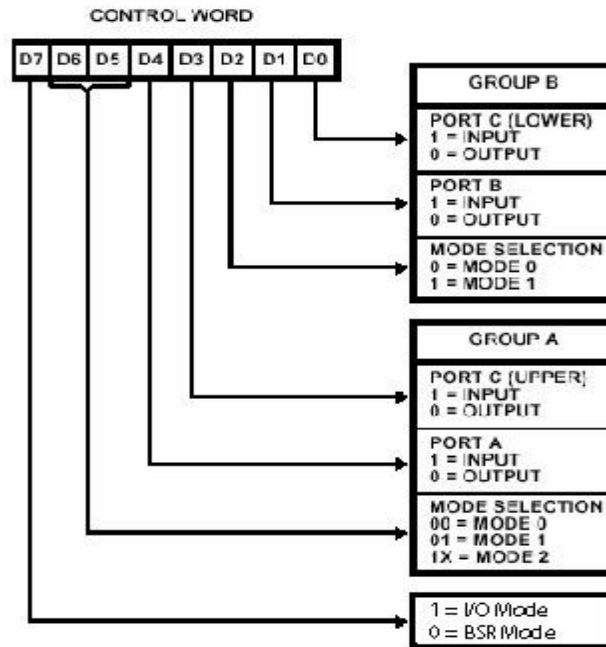 CONTROL WORD
D7 D6 D5 D4 D3 D2 D1 D0
GROUP B
PORT C (LOWER)
1 = INPUT
0 = OUTPUT
PORT B
1 = INPUT
0 = OUTPUT
MODE SELECTION
0 = MODE 0
1 = MODE 1
GROUP A
PORT C (UPPER)
1 = INPUT
0 = OUTPUT
PORT A
1 = INPUT
0 = OUTPUT
MODE SELECTION
00 = MODE 0
01 = MODE 1
1X = MODE 2
1 = I/O Mode
0 = BSR Mode